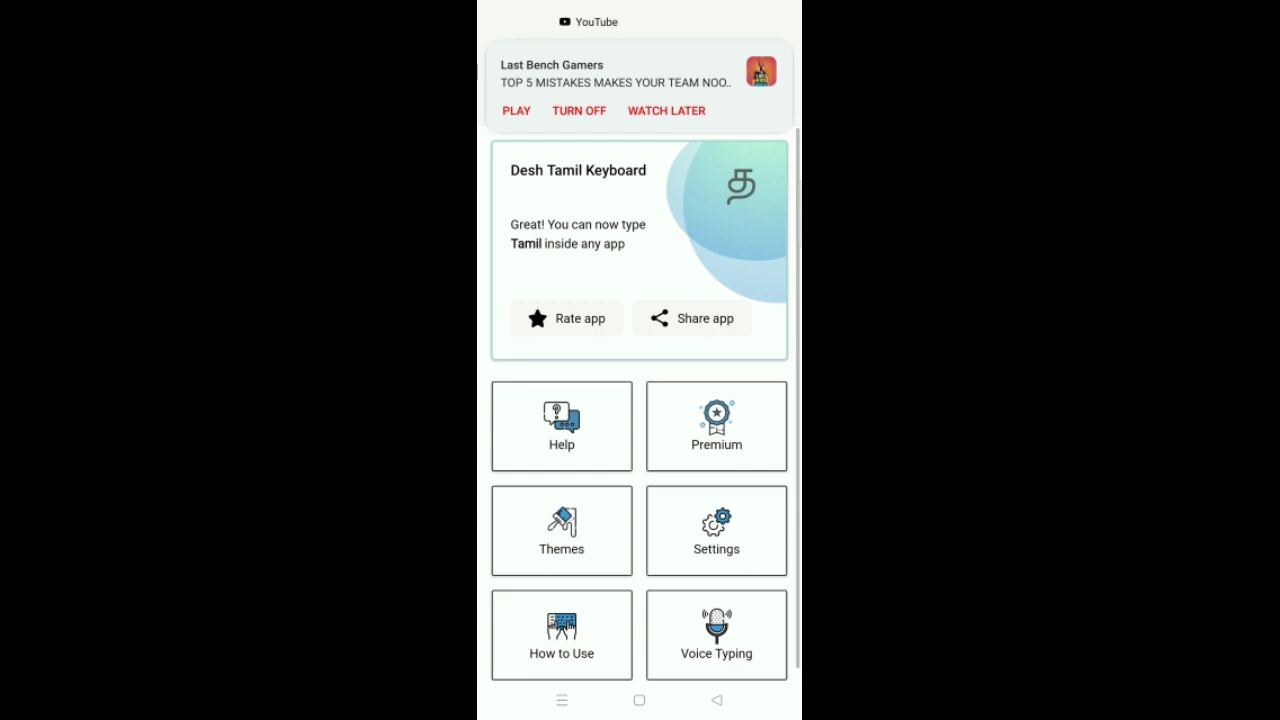 YouTube
Last Bench Gamers
TOP 5 MISTAKES MAKES YOUR TEAM NOO..
PLAY TURN OFF WATCH LATER
Desh Tamil Keyboard
த
Great! You can now type
Tamil inside any app
Rate app Share app
Help Premium
Themes Settings
How to Use Voice Typing